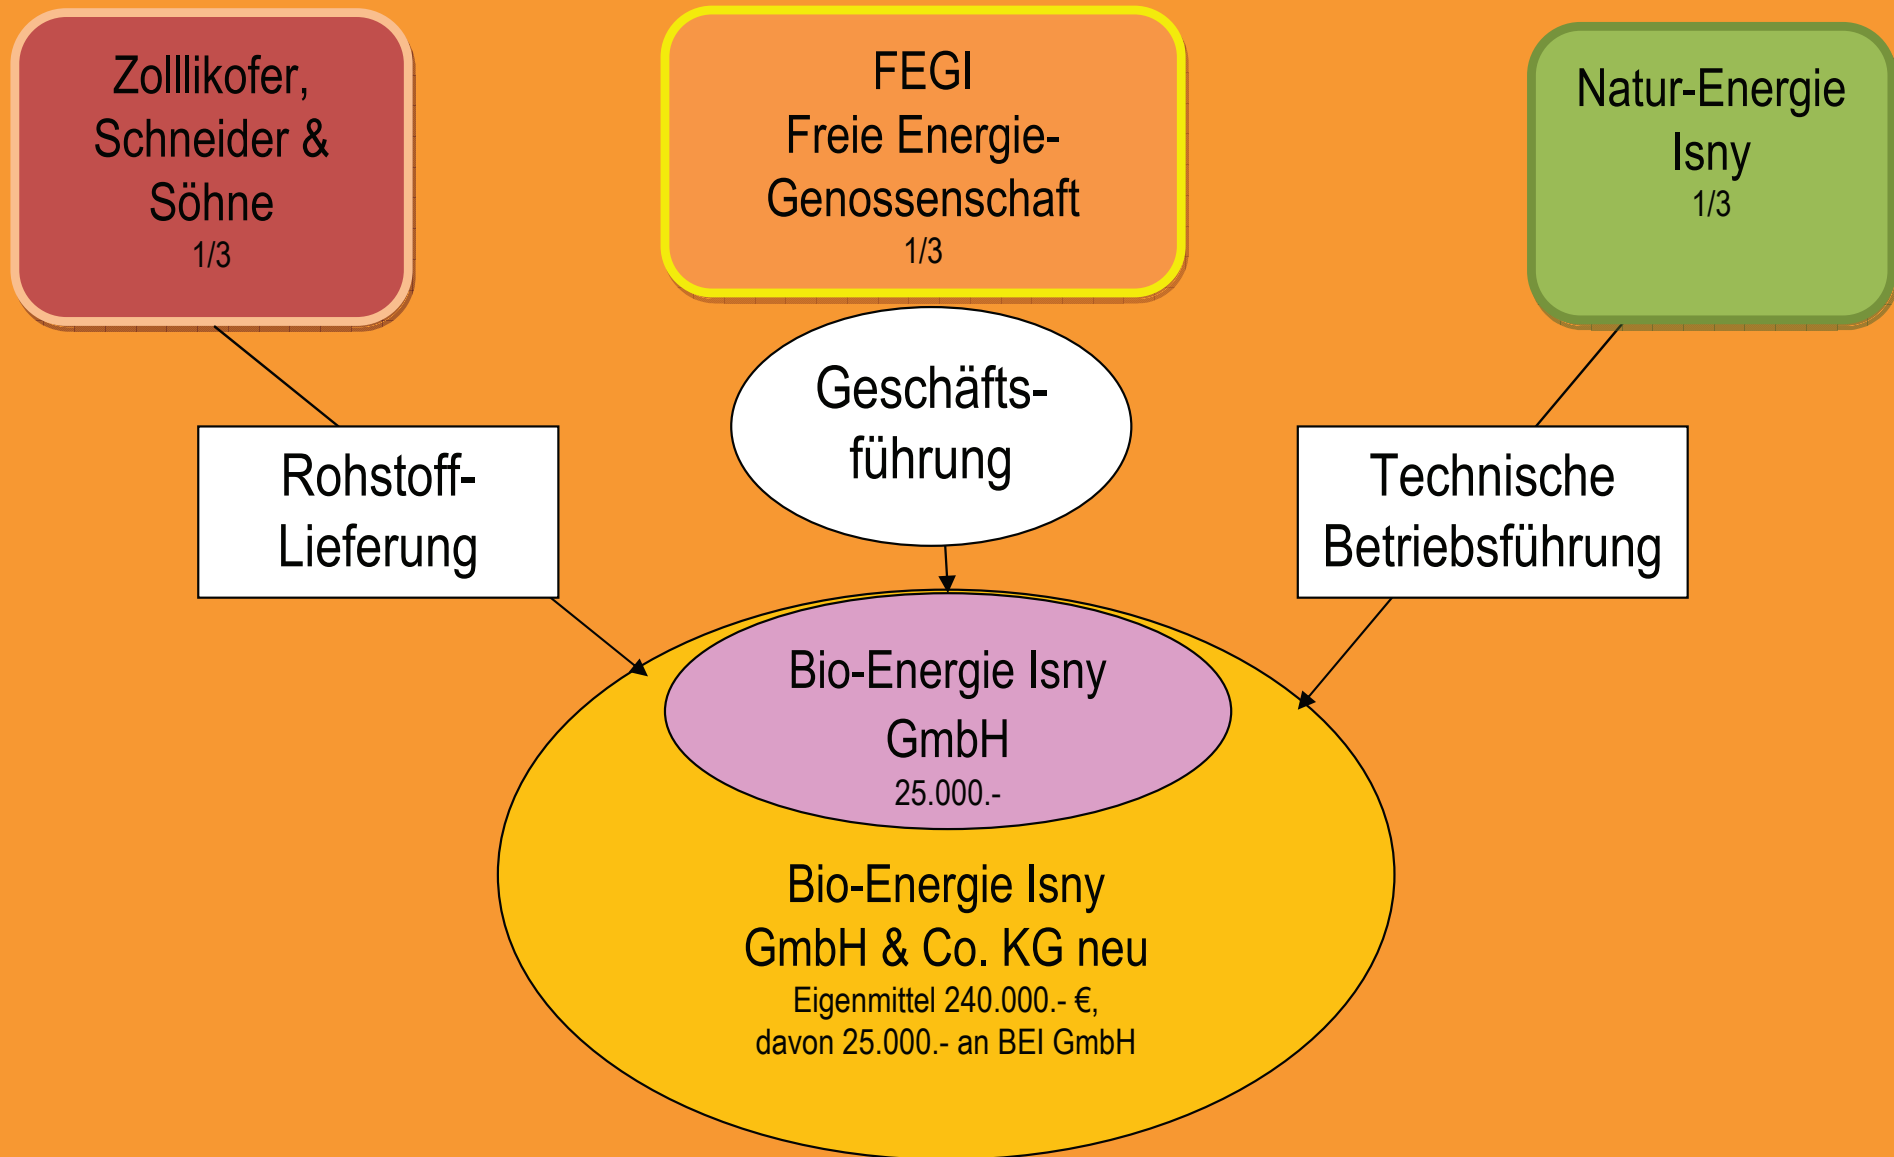 Zolllikofer,
Schneider &
Söhne
1/3
FEGI
Freie Energie-
Genossenschaft
1/3
Natur-Energie
Isny
1/3
Geschäfts-
führung
Rohstoff-
Lieferung
Technische
Betriebsführung
Bio-Energie Isny
GmbH
25.000.-
Bio-Energie Isny
GmbH & Co. KG neu
Eigenmittel 240.000.- €,
davon 25.000.- an BEI GmbH